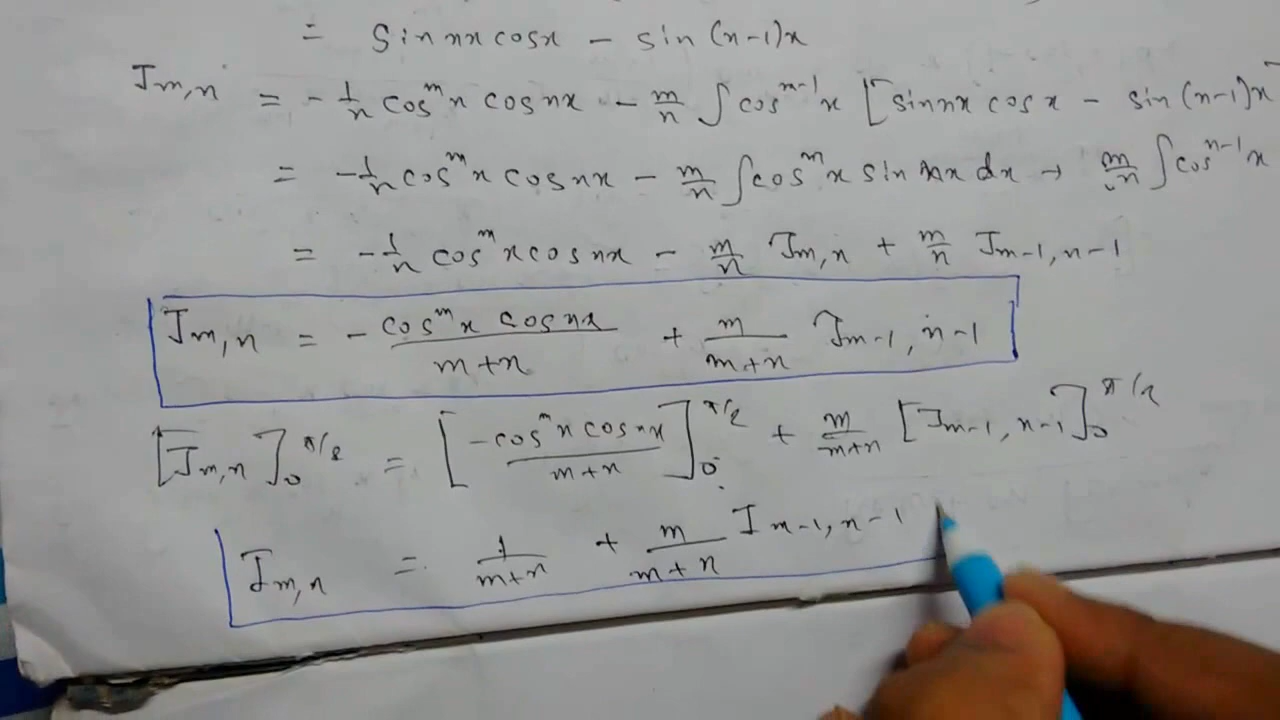 = Sin nx cosx − sin (n−1)x
Im,n = −1/n cos^m x cos nx − m/n ∫ cos^m-1 x [sin nx cos x − sin (n−1)x
= −1/n cos^m x cos nx − m/n ∫ cos^m x sin nx dx + m/n ∫ cos^n-1 x
= −1/n cos^m x cos nx − m/n Im,n + m/n Im−1, n−1
Im,n = − cos^m x cos nx / m+n + m / m+n Im−1, n−1
[Im,n]_0^π/2 = [−cos^m x cos nx / m+n]_0^π/2 + m / m+n [Im−1, n−1]_0^π/2
Im,n = 1 / m+n + m / m+n Im−1, n−1